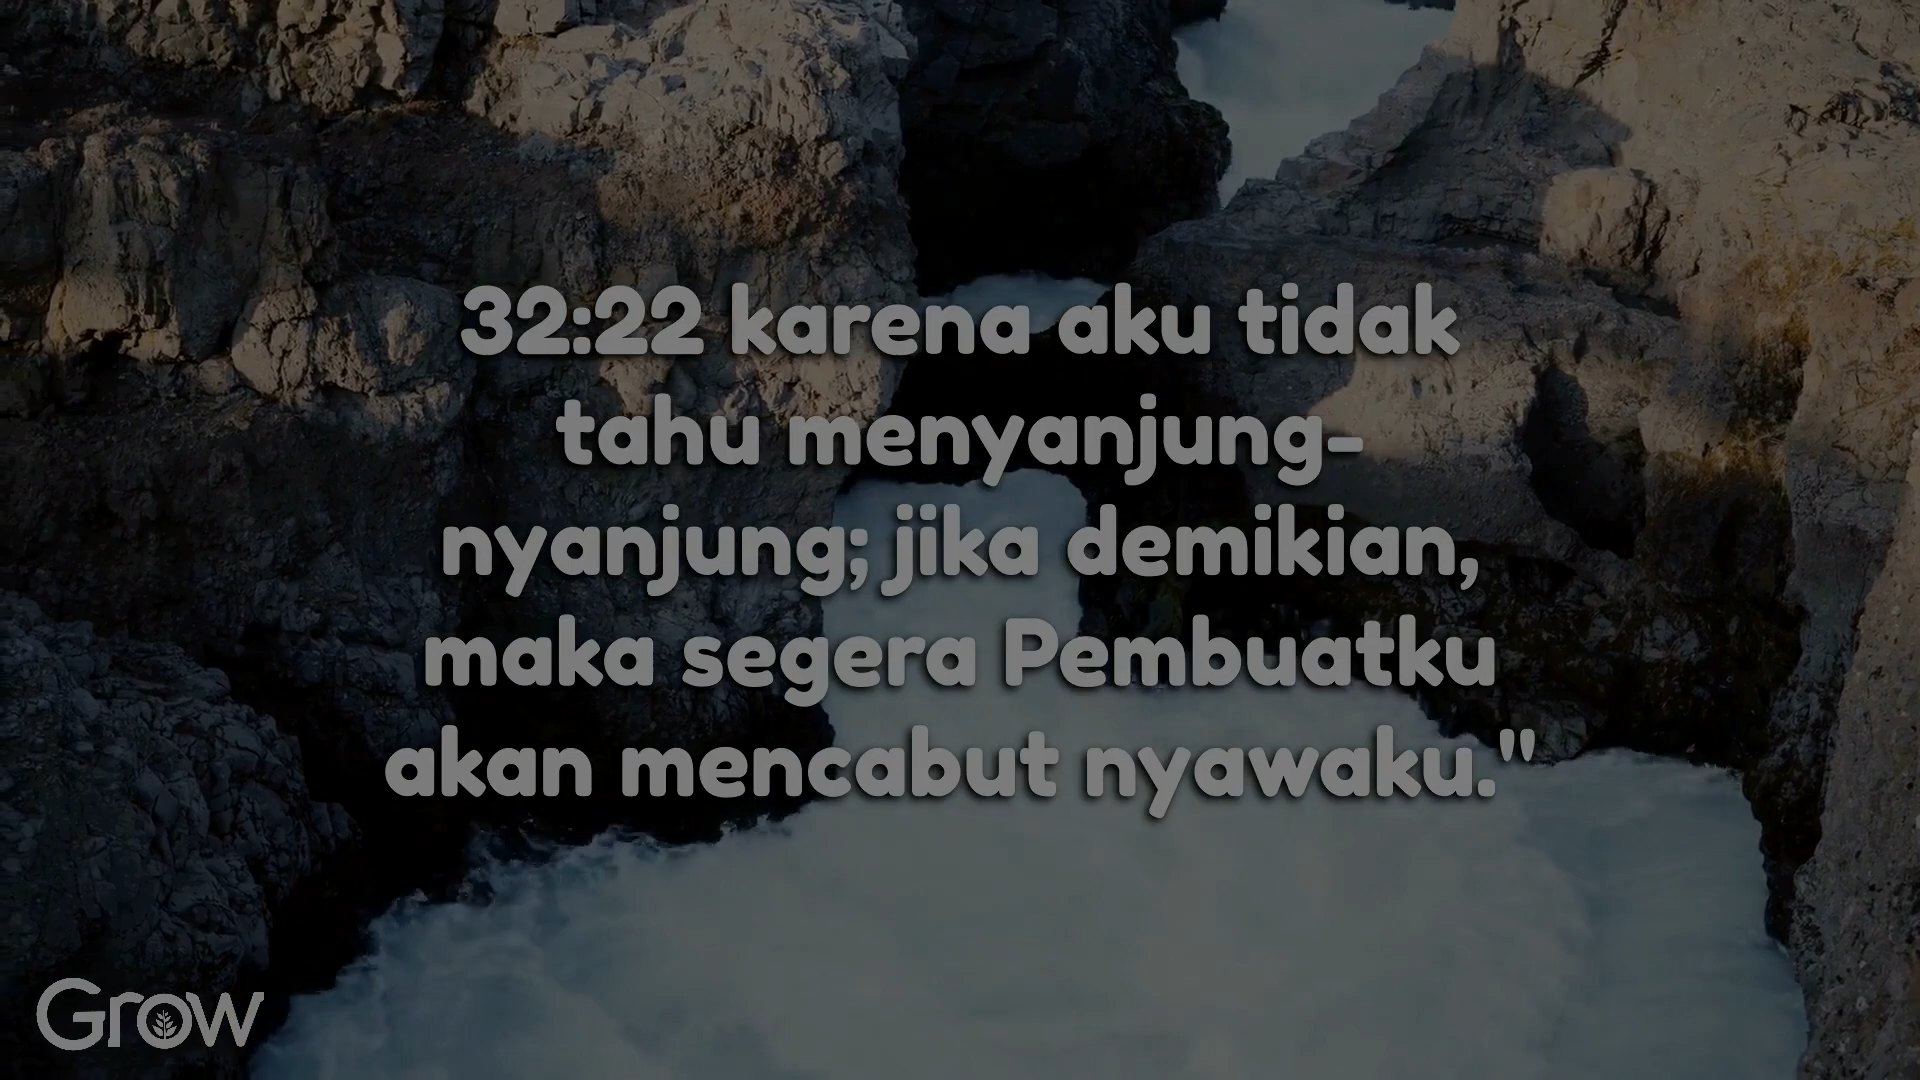 32:22 karena aku tidak
tahu menyanjung-
nyanjung; jika demikian,
maka segera Pembuatku
akan mencabut nyawaku."
Grow